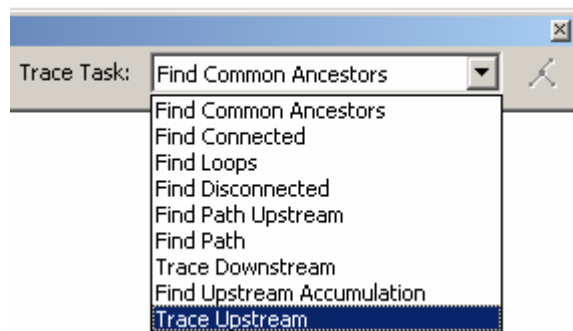 Trace Task: Find Common Ancestors
Find Common Ancestors
Find Connected
Find Loops
Find Disconnected
Find Path Upstream
Find Path
Trace Downstream
Find Upstream Accumulation
Trace Upstream